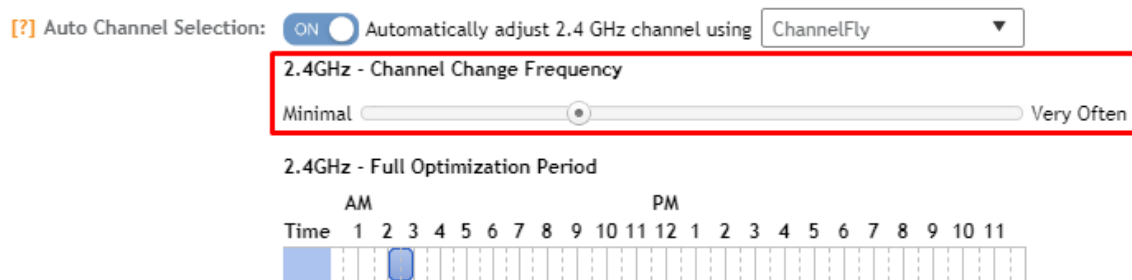 [?] Auto Channel Selection: ON Automatically adjust 2.4 GHz channel using ChannelFly
2.4GHz - Channel Change Frequency
Minimal Very Often
2.4GHz - Full Optimization Period
AM PM
Time 1 2 3 4 5 6 7 8 9 10 11 12 1 2 3 4 5 6 7 8 9 10 11